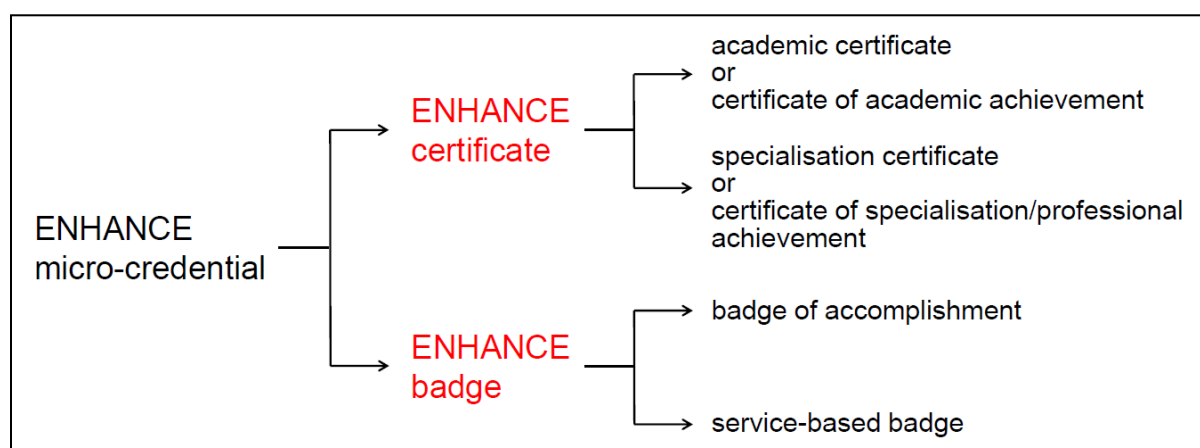 academic certificate
or
certificate of academic achievement
ENHANCE
certificate
specialisation certificate
or
certificate of specialisation/professional
achievement
ENHANCE
micro-credential
badge of accomplishment
ENHANCE
badge
service-based badge